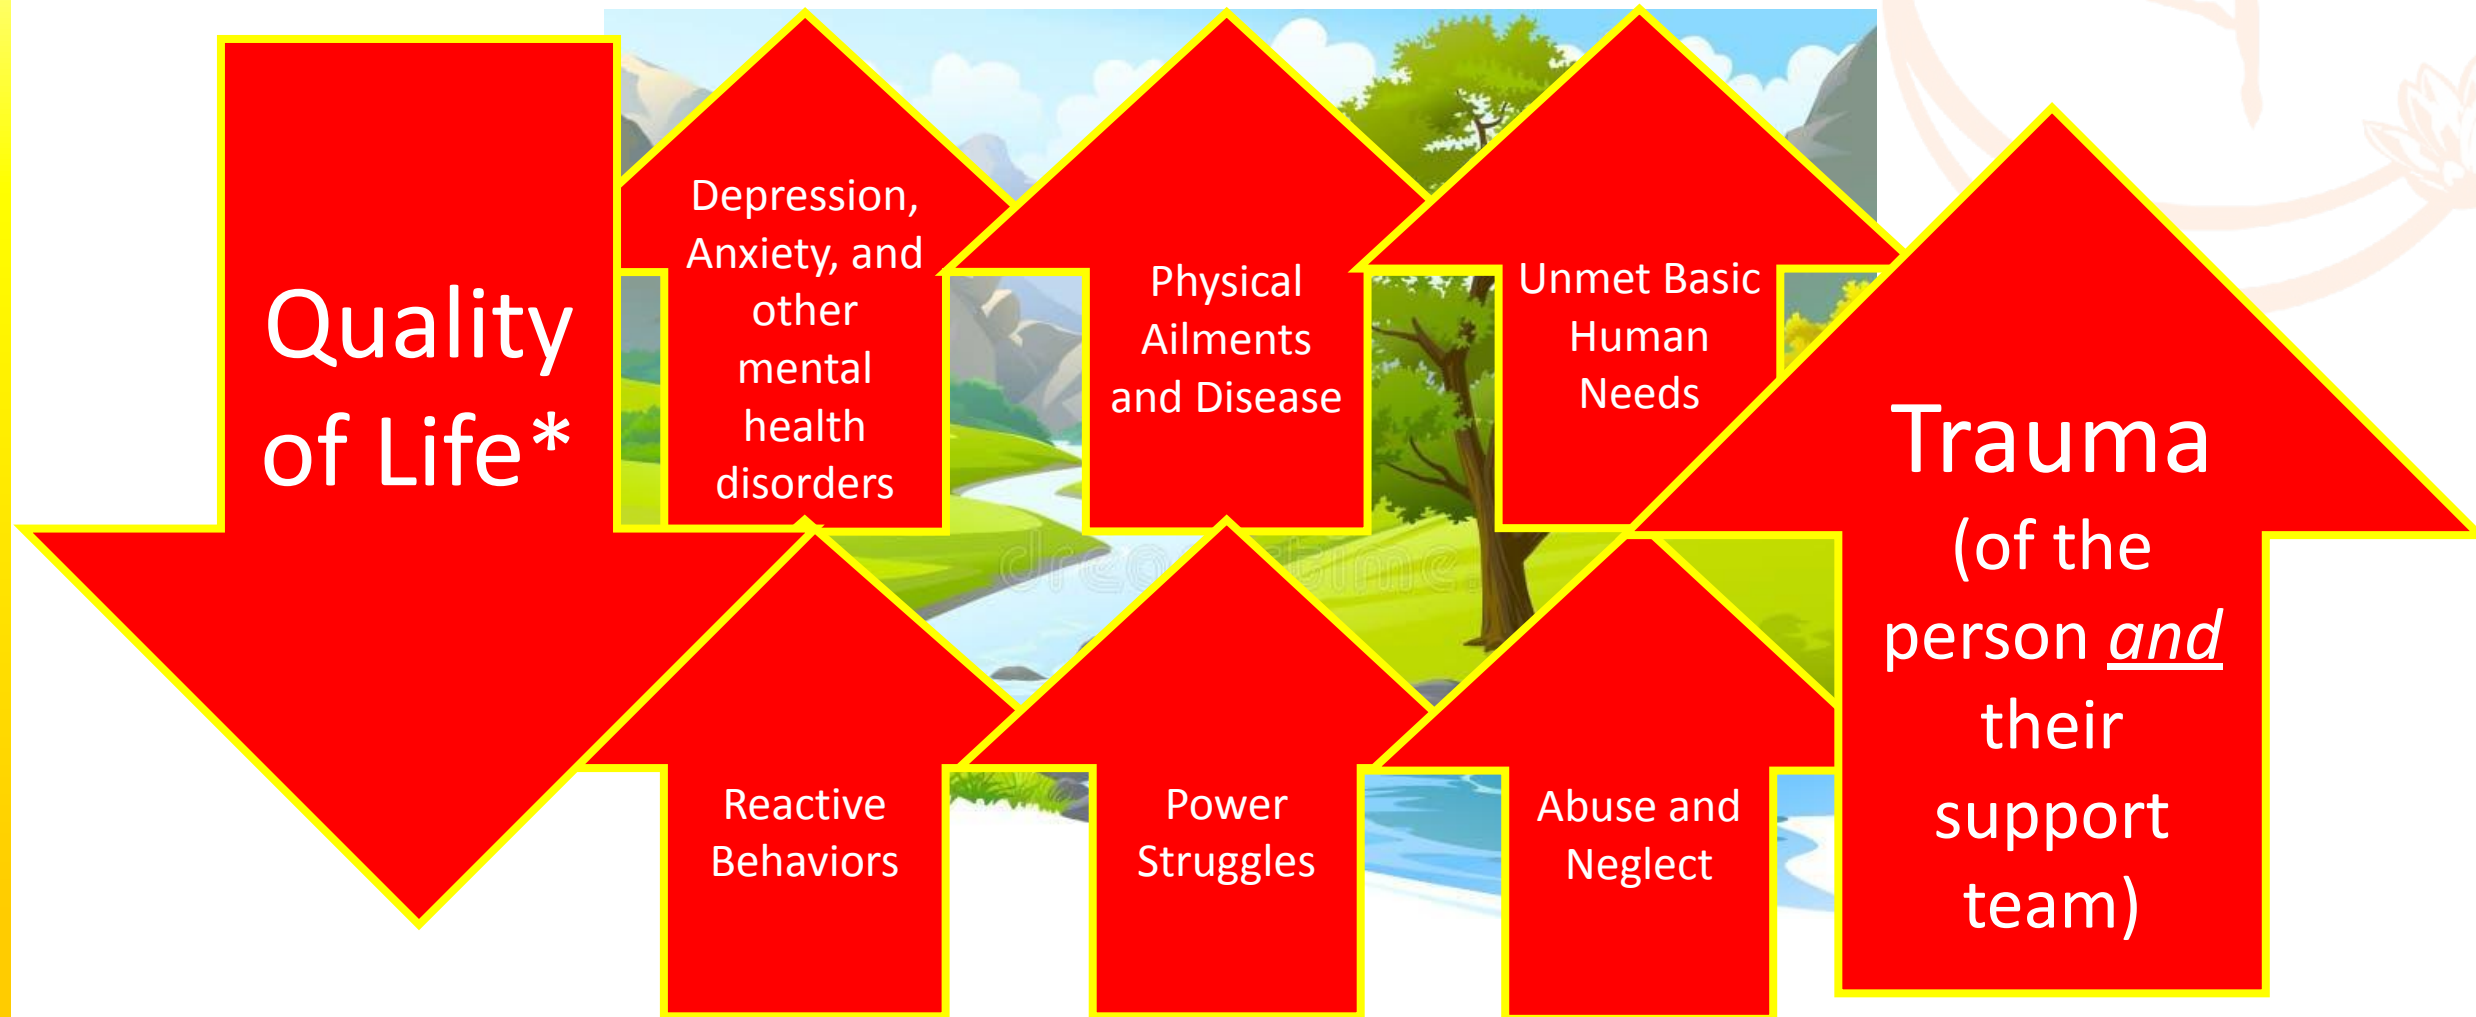 Quality
of Life*
Depression,
Anxiety, and
other
mental
health
disorders
Physical
Ailments
and Disease
Unmet Basic
Human
Needs
Reactive
Behaviors
Power
Struggles
Abuse and
Neglect
Trauma
(of the
person and
their
support
team)